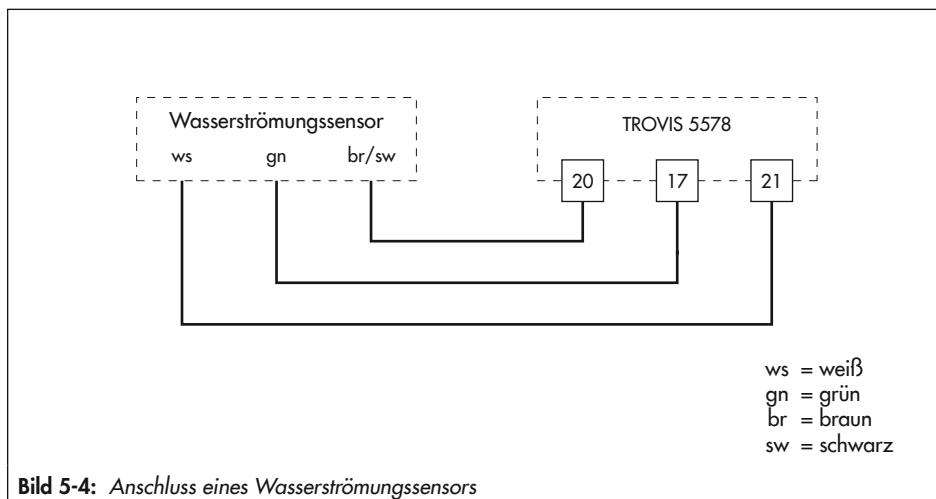 Wasserströmungssensor
ws gn br/sw
TROVIS 5578
20 17 21
ws = weiß
gn = grün
br = braun
sw = schwarz
Bild 5-4: Anschluss eines Wasserströmungssensors